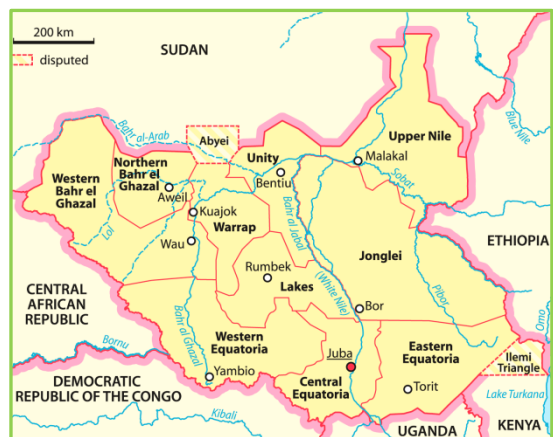 200 km
disputed
SUDAN
Bahr al-Arab
Abyei
Blue Nile
Upper Nile
Malakal
Sobat
Unity
Bentiu
Northern
Bahr el
Ghazal
Aweil
Western
Bahr el
Ghazal
Lol
Kuajok
Warrap
Wau
Bahr al Jabal
(White Nile)
Jonglei
ETHIOPIA
Rumbek
Lakes
Pibor
Omo
CENTRAL
AFRICAN
REPUBLIC
Bahr al Ghazal
Bor
Western
Equatoria
Bornu
Yambio
Juba
Central
Equatoria
Eastern
Equatoria
Torit
Ilemi
Triangle
Lake Turkana
DEMOCRATIC
REPUBLIC OF THE CONGO
Kibali
UGANDA
KENYA